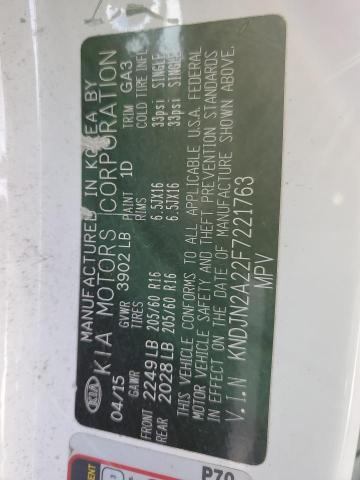 MANUFACTURED IN KOREA BY
KIA KIA MOTORS CORPORATION
04/15 GVWR 3902LB PAINT 1D TRIM GA3
GAWR TIRES RIMS COLD TIRE INFL
FRONT 2249LB 205/60 R16 6.5JX16 33psi SINGLE
REAR 2028LB 205/60 R16 6.5JX16 33psi SINGLE
THIS VEHICLE CONFORMS TO ALL APPLICABLE U.S.A. FEDERAL
MOTOR VEHICLE SAFETY AND THEFT PREVENTION STANDARDS
IN EFFECT ON THE DATE OF MANUFACTURE SHOWN ABOVE.
V.I.N KNDJN2A22F7221763
MPV